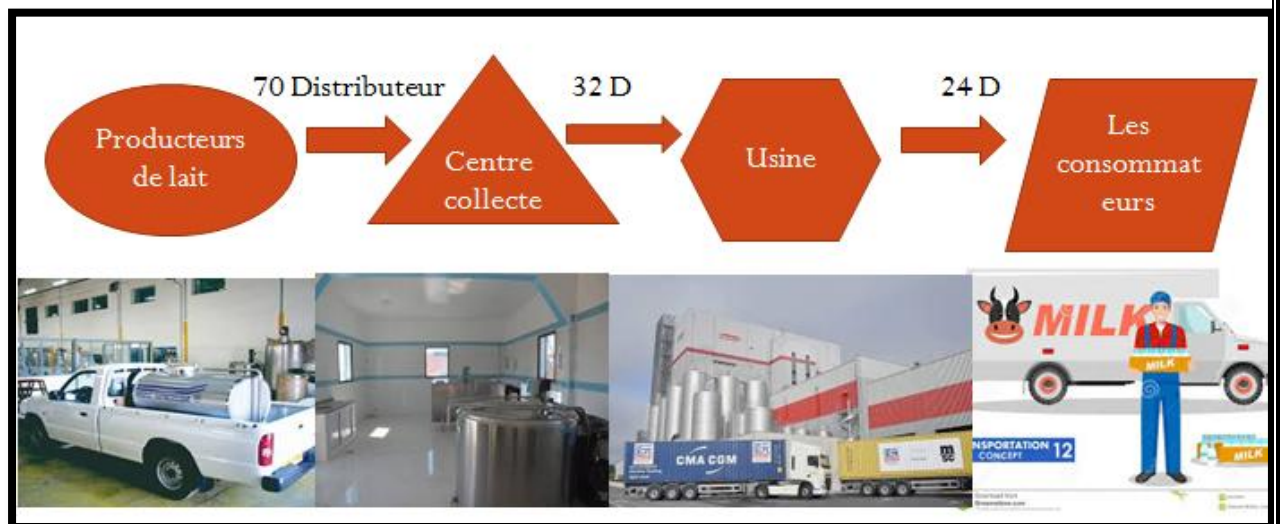 70 Distributeur
32 D
24 D
Producteurs
de lait
Centre
collecte
Usine
Les
consommat
eurs
MILK
MILK
CMA CGM
NSPORTATION 12
CONCEPT
MILK